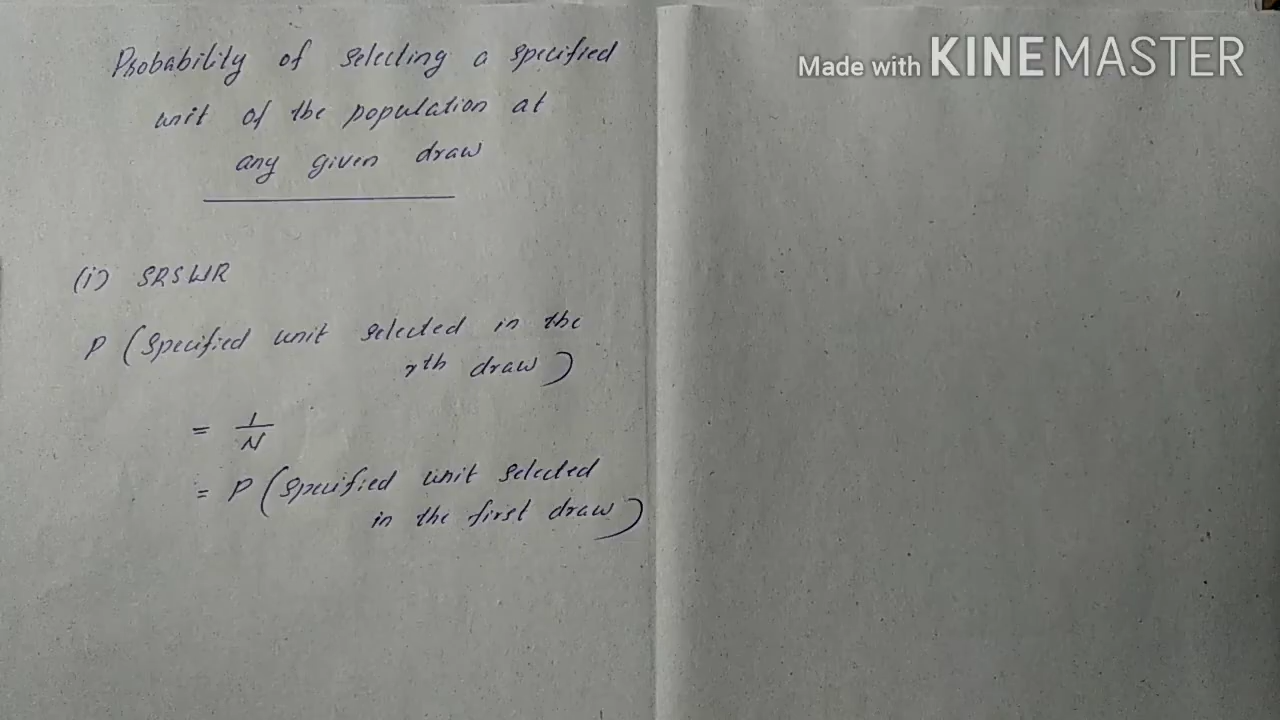 Probability of selecting a specified
unit of the population at
any given draw
(i) SRSWR
P (specified unit selected in the
rth draw)
= 1/N
= P (specified unit selected
in the first draw)
Made with KINEMASTER